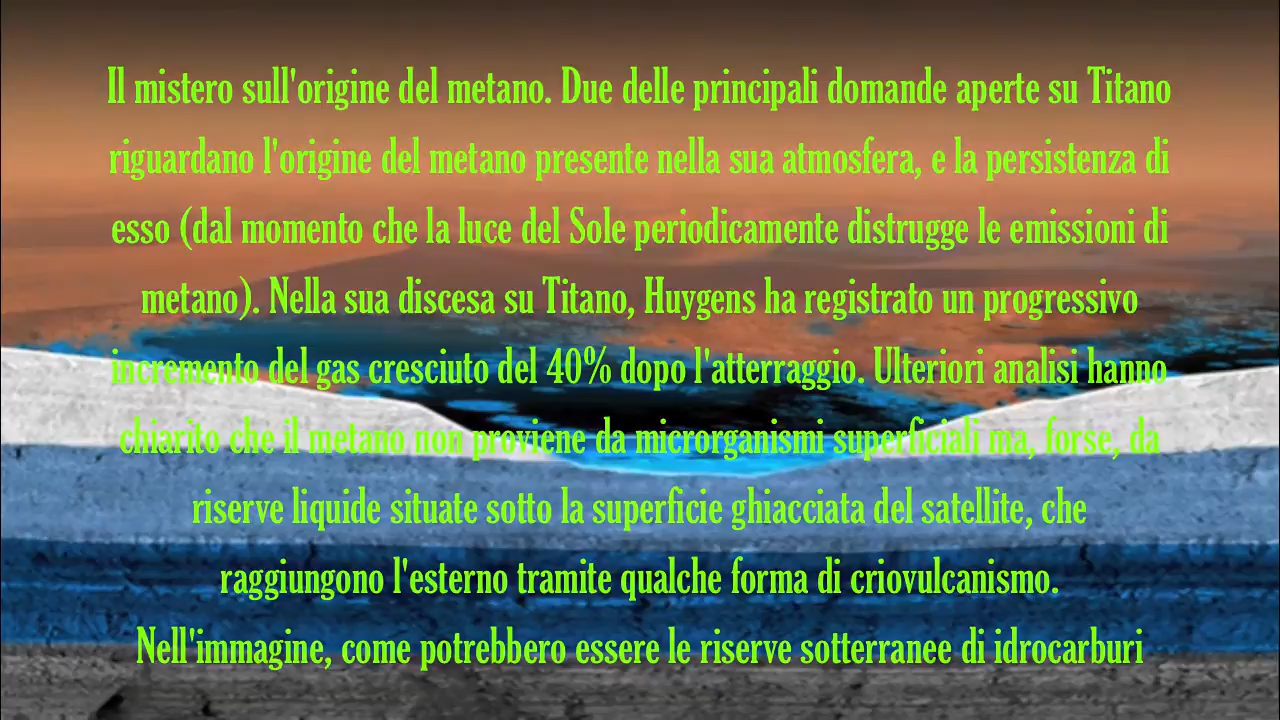 Il mistero sull'origine del metano. Due delle principali domande aperte su Titano
riguardano l'origine del metano presente nella sua atmosfera, e la persistenza di
esso (dal momento che la luce del Sole periodicamente distrugge le emissioni di
metano). Nella sua discesa su Titano, Huygens ha registrato un progressivo
incremento del gas cresciuto del 40% dopo l'atterraggio. Ulteriori analisi hanno
chiarito che il metano non proviene da microrganismi superficiali ma, forse, da
riserve liquide situate sotto la superficie ghiacciata del satellite, che
raggiungono l'esterno tramite qualche forma di criovulcanismo.
Nell'immagine, come potrebbero essere le riserve sotterranee di idrocarburi